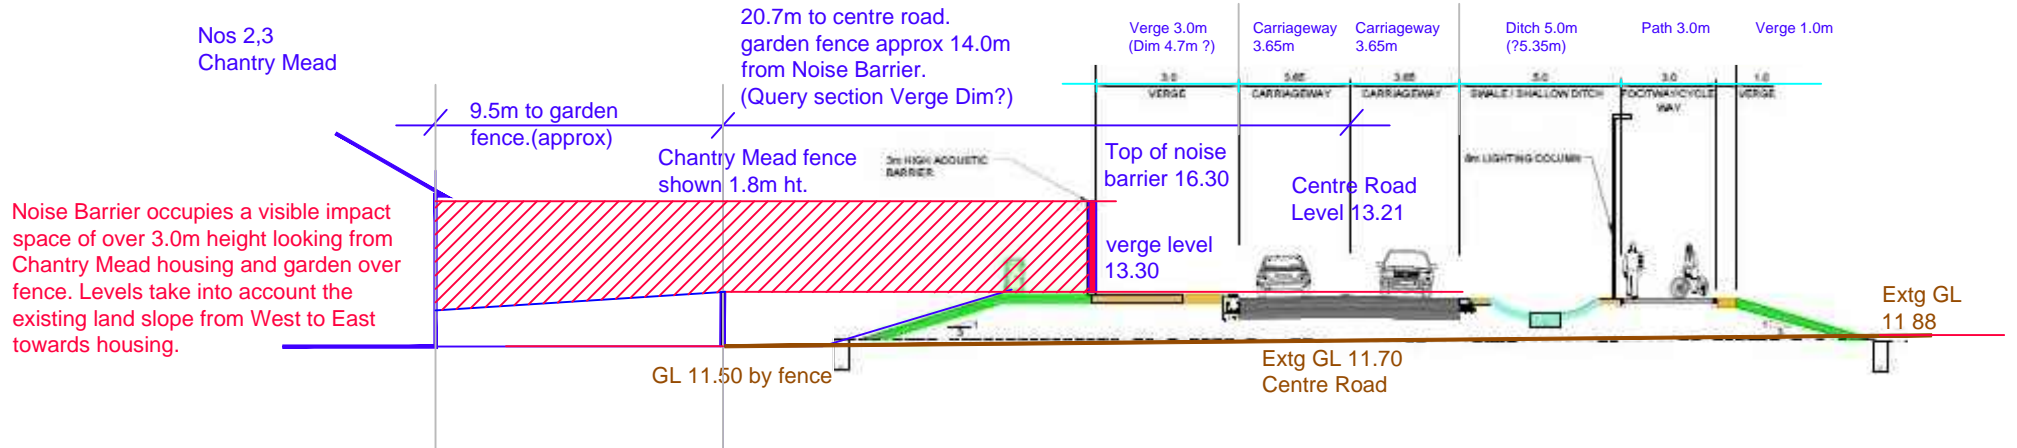 Nos 2,3
Chantry Mead
20.7m to centre road.
garden fence approx 14.0m
from Noise Barrier.
(Query section Verge Dim?)
Verge 3.0m
(Dim 4.7m ?)
Carriageway
3.65m
Carriageway
3.65m
Ditch 5.0m
(?5.35m)
Path 3.0m
Verge 1.0m
3.0
VERGE
3.65
CARRIAGEWAY
3.65
CARRIAGEWAY
5.0
SWALE / SHALLOW DITCH
3.0
FOOTWAY/CYCLE
WAY
1.0
VERGE
9.5m to garden
fence.(approx)
Chantry Mead fence
shown 1.8m ht.
3m HIGH ACOUSTIC
BARRIER
Top of noise
barrier 16.30
Centre Road
Level 13.21
8m LIGHTING COLUMN
Noise Barrier occupies a visible impact
space of over 3.0m height looking from
Chantry Mead housing and garden over
fence. Levels take into account the
existing land slope from West to East
towards housing.
verge level
13.30
Extg GL
11 88
GL 11.50 by fence
Extg GL 11.70
Centre Road